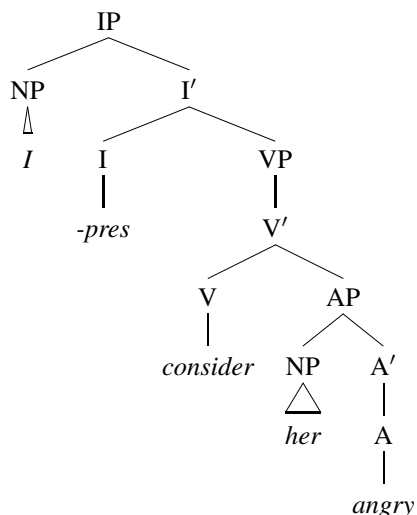 IP
NP I′
I I VP
-pres V′
V AP
consider NP A′
her A
angry